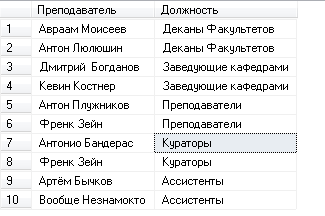 Преподаватель Должность
1 Авраам Моисеев Деканы Факультетов
2 Антон Люлюшин Деканы Факультетов
3 Дмитрий Богданов Заведующие кафедрами
4 Кевин Костнер Заведующие кафедрами
5 Антон Плужников Преподаватели
6 Френк Зейн Преподаватели
7 Антонио Бандерас Кураторы
8 Френк Зейн Кураторы
9 Артём Бычков Ассистенты
10 Вообще Незнамокто Ассистенты